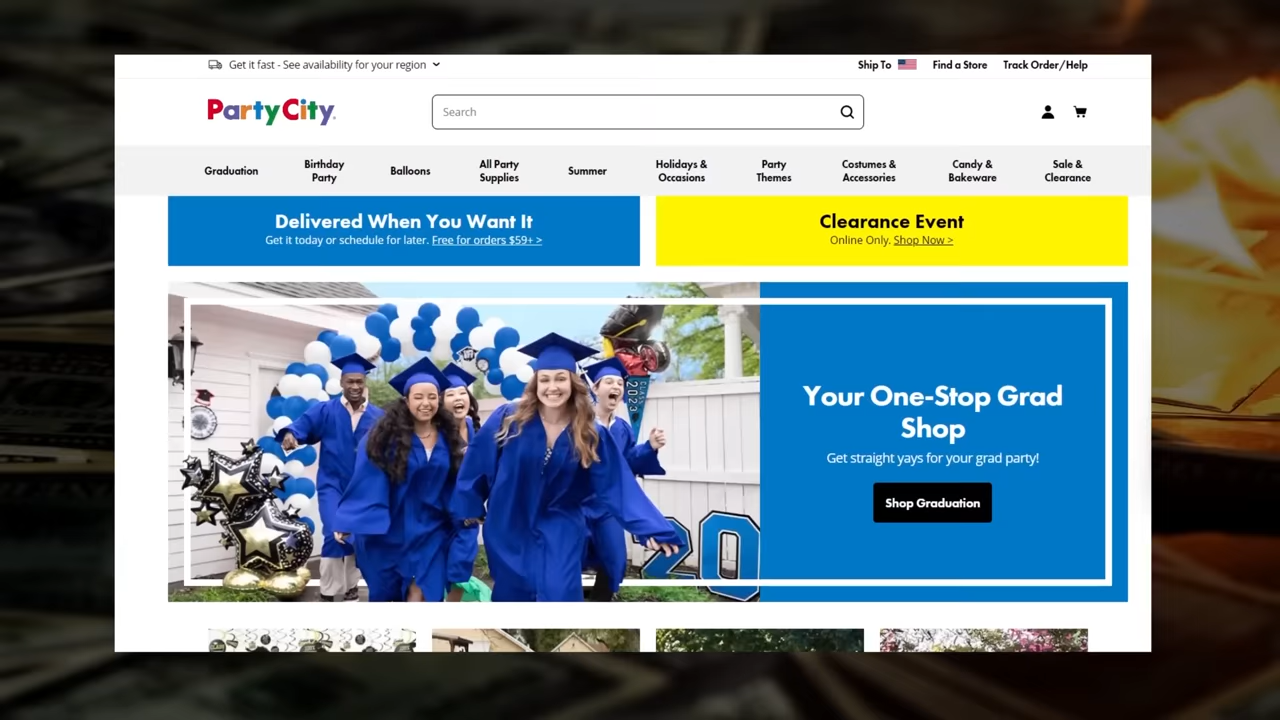 Get it fast - See availability for your region
Ship To
Find a Store
Track Order/Help
Party City
Search
Graduation
Birthday
Party
Balloons
All Party
Supplies
Summer
Holidays &
Occasions
Party
Themes
Costumes &
Accessories
Candy &
Bakeware
Sale &
Clearance
Delivered When You Want It
Get it today or schedule for later. Free for orders $59+ >
Clearance Event
Online Only. Shop Now >
CLASS
2023
20
Your One-Stop Grad
Shop
Get straight yays for your grad party!
Shop Graduation